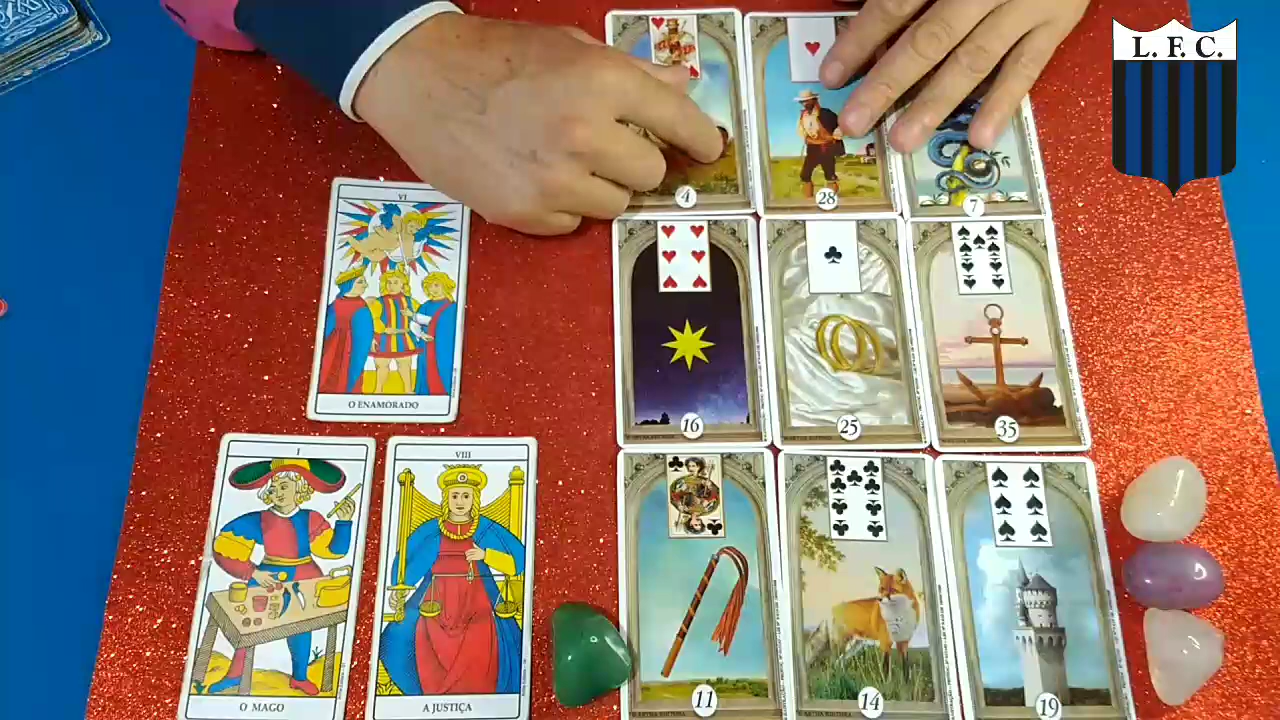 L. F. C.
4
28
7
VI
O ENAMORADO
16
25
35
I
O MAGO
VIII
A JUSTIÇA
11
14
19